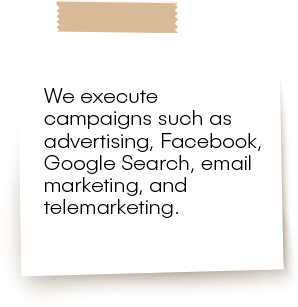 We execute
campaigns such as
advertising, Facebook,
Google Search, email
marketing, and
telemarketing.